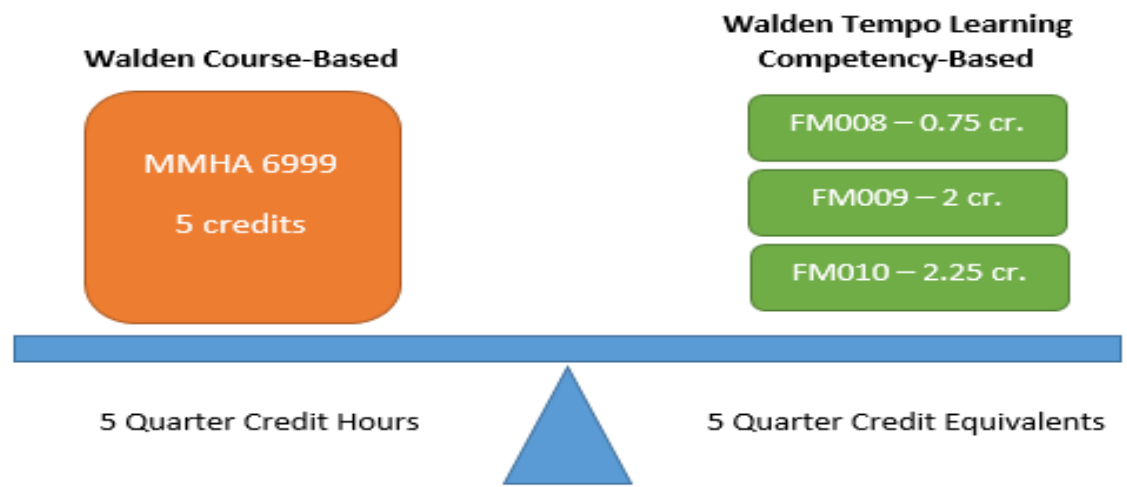 Walden Course-Based
MMHA 6999
5 credits
Walden Tempo Learning
Competency-Based
FM008 – 0.75 cr.
FM009 – 2 cr.
FM010 – 2.25 cr.
5 Quarter Credit Hours
5 Quarter Credit Equivalents